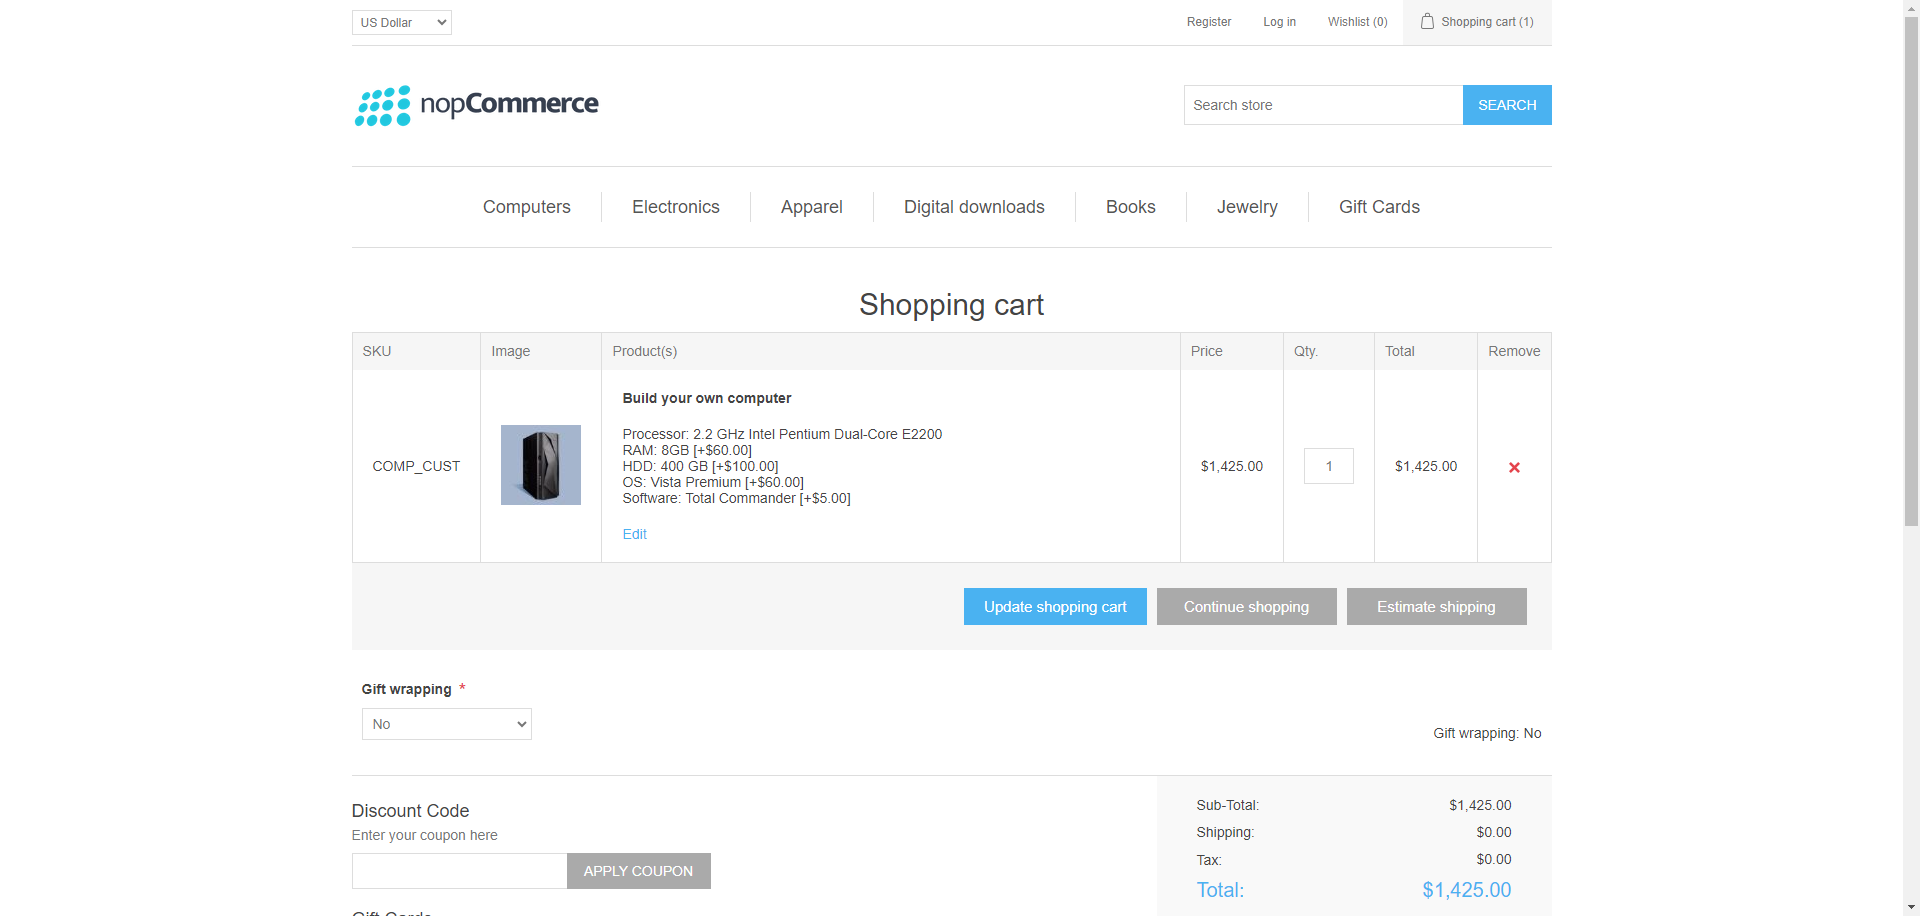 US Dollar
Register
Log in
Wishlist (0)
Shopping cart (1)
nopCommerce
Search store
SEARCH
Computers
Electronics
Apparel
Digital downloads
Books
Jewelry
Gift Cards
Shopping cart
SKU
Image
Product(s)
Price
Qty.
Total
Remove
COMP_CUST
Build your own computer
Processor: 2.2 GHz Intel Pentium Dual-Core E2200
RAM: 8GB [+$60.00]
HDD: 400 GB [+$100.00]
OS: Vista Premium [+$60.00]
Software: Total Commander [+$5.00]
Edit
$1,425.00
1
$1,425.00
Update shopping cart
Continue shopping
Estimate shipping
Gift wrapping *
No
Gift wrapping: No
Discount Code
Enter your coupon here
APPLY COUPON
Sub-Total: $1,425.00
Shipping: $0.00
Tax: $0.00
Total: $1,425.00
Gift Cards